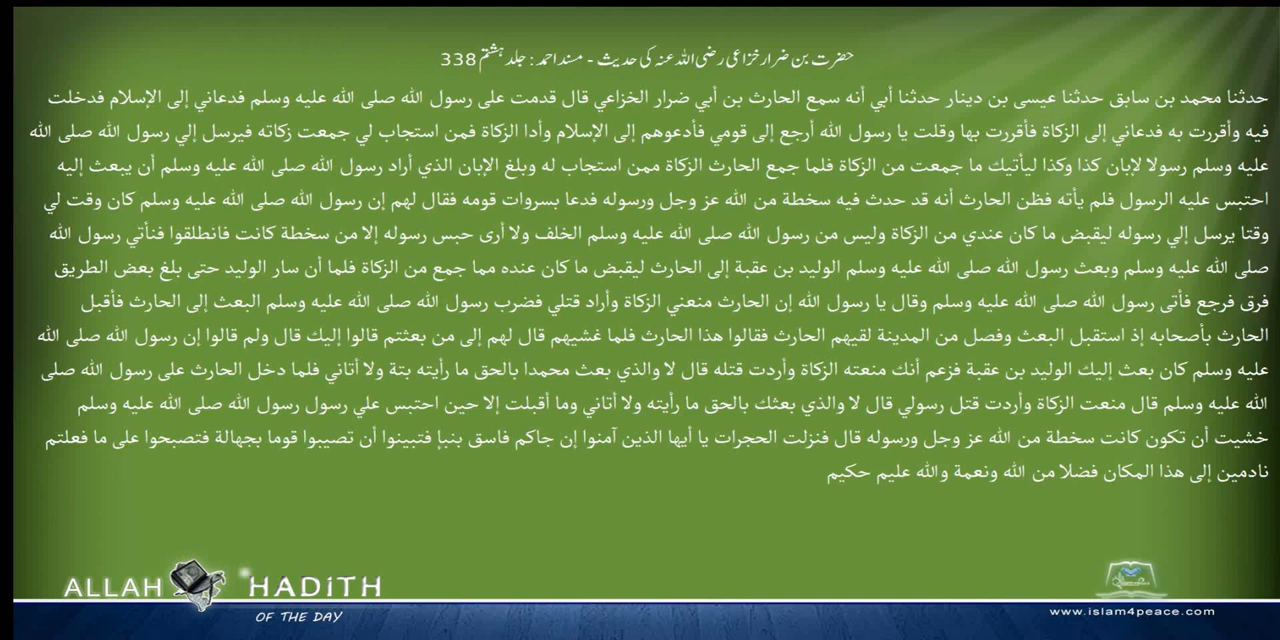 حضرت بن ضرار خزاعی رضی اللہ عنہ کی حدیث - مسند احمد: جلد ہشتم 338
حدثنا محمد بن سابق حدثنا عيسى بن دينار حدثنا أبي أنه سمع الحارث بن أبي ضرار الخزاعي قال قدمت على رسول الله صلى الله عليه وسلم فدعاني إلى الإسلام فدخلت
فيه وأقررت به فدعاني إلى الزكاة فأقررت بها وقلت يا رسول الله أرجع إلى قومي فأدعوهم إلى الإسلام وأدا الزكاة فمن استجاب لي جمعت زكاته فيرسل إلي رسول الله صلى الله
عليه وسلم رسولا لإبان كذا وكذا ليأتيك ما جمعت من الزكاة فلما جمع الحارث الزكاة ممن استجاب له وبلغ الإبان الذي أراد رسول الله صلى الله عليه وسلم أن يبعث إليه
احتبس عليه الرسول فلم يأته فظن الحارث أنه قد حدث فيه سخطة من الله عز وجل ورسوله فدعا بسروات قومه فقال لهم إن رسول الله صلى الله عليه وسلم كان وقت لي
وقتا يرسل إلي رسوله ليقبض ما كان عندي من الزكاة وليس من رسول الله صلى الله عليه وسلم الخلف ولا أرى حبس رسوله إلا من سخطة كانت فانطلقوا فنأتي رسول الله
صلى الله عليه وسلم وبعث رسول الله صلى الله عليه وسلم الوليد بن عقبة إلى الحارث ليقبض ما كان عنده مما جمع من الزكاة فلما أن سار الوليد حتى بلغ بعض الطريق
فرق فرجع فأتى رسول الله صلى الله عليه وسلم وقال يا رسول الله إن الحارث منعني الزكاة وأراد قتلي فضرب رسول الله صلى الله عليه وسلم البعث إلى الحارث فأقبل
الحارث بأصحابه إذ استقبل البعث وفصل من المدينة لقيهم الحارث فقالوا هذا الحارث فلما غشيهم قال لهم إلى من بعثتم قالوا إليك قال ولم قالوا إن رسول الله صلى الله
عليه وسلم كان بعث إليك الوليد بن عقبة فزعم أنك منعته الزكاة وأردت قتله قال لا والذي بعث محمدا بالحق ما رأيته بتة ولا أتاني فلما دخل الحارث على رسول الله صلى
الله عليه وسلم قال منعت الزكاة وأردت قتل رسولي قال لا والذي بعثك بالحق ما رأيته ولا أتاني وما أقبلت إلا حين احتبس علي رسول رسول الله صلى الله عليه وسلم
خشيت أن تكون كانت سخطة من الله عز وجل ورسوله قال فنزلت الحجرات يا أيها الذين آمنوا إن جاكم فاسق بنبإ فتبينوا أن تصيبوا قوما بجهالة فتصبحوا على ما فعلتم
نادمين إلى هذا المكان فضلا من الله ونعمة والله عليم حكيم
ALLAH HADITH
OF THE DAY
www.islam4peace.com